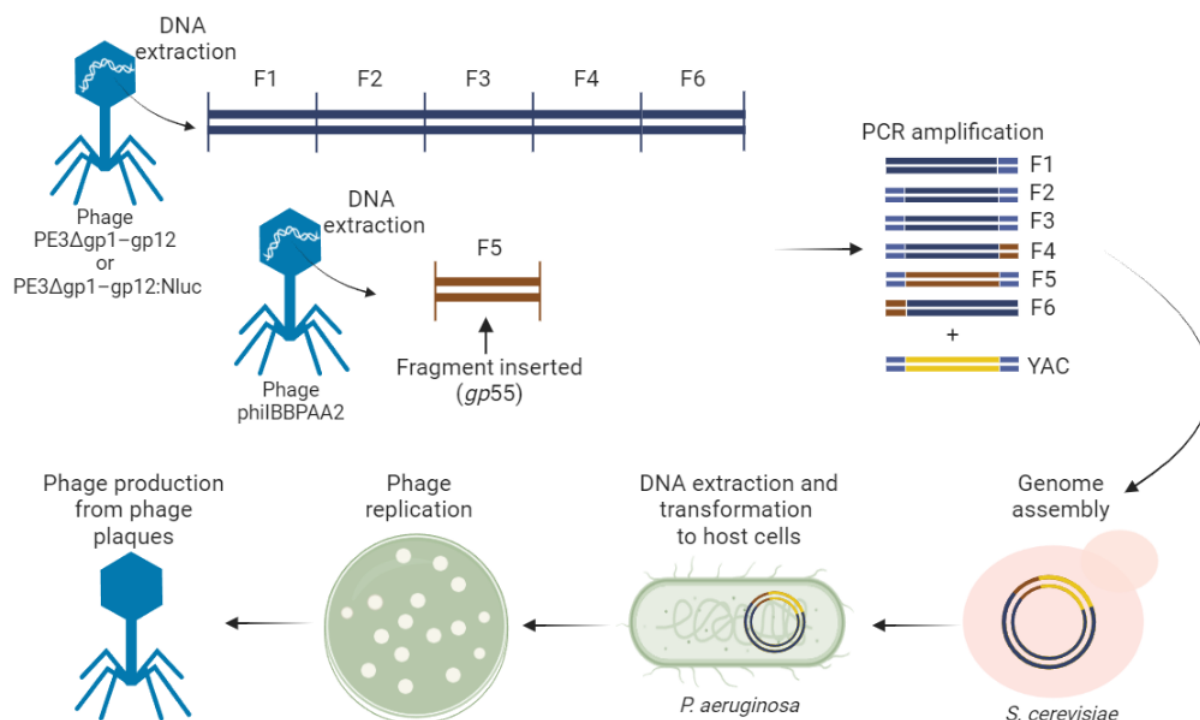 DNA
extraction
F1 F2 F3 F4 F6
Phage
PE3Δgp1–gp12
or
PE3Δgp1–gp12:Nluc
DNA
extraction
F5
Fragment inserted
(gp55)
Phage
philBBPAA2
PCR amplification
F1
F2
F3
F4
F5
F6
+
YAC
Phage production
from phage
plaques
Phage
replication
DNA extraction and
transformation
to host cells
Genome
assembly
P. aeruginosa
S. cerevisiae